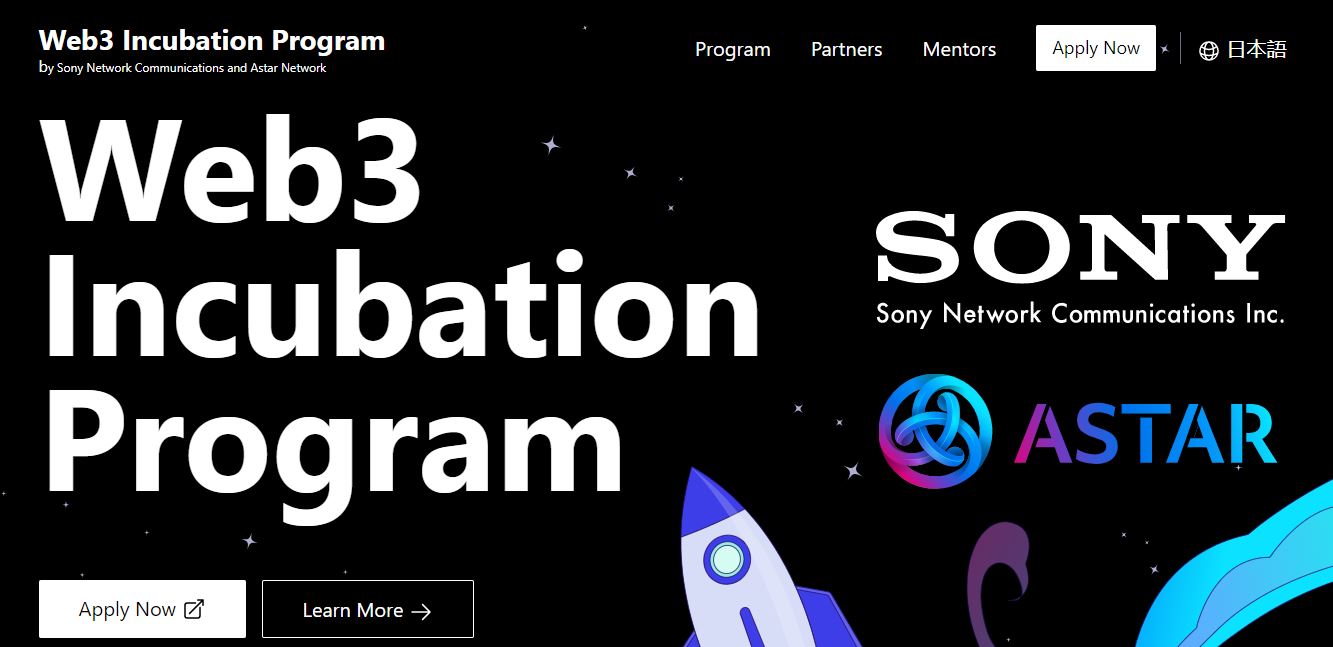 Web3 Incubation Program
by Sony Network Communications and Astar Network
Program
Partners
Mentors
Apply Now
日本語
Web3
Incubation
Program
SONY
Sony Network Communications Inc.
ASTAR
Apply Now
Learn More